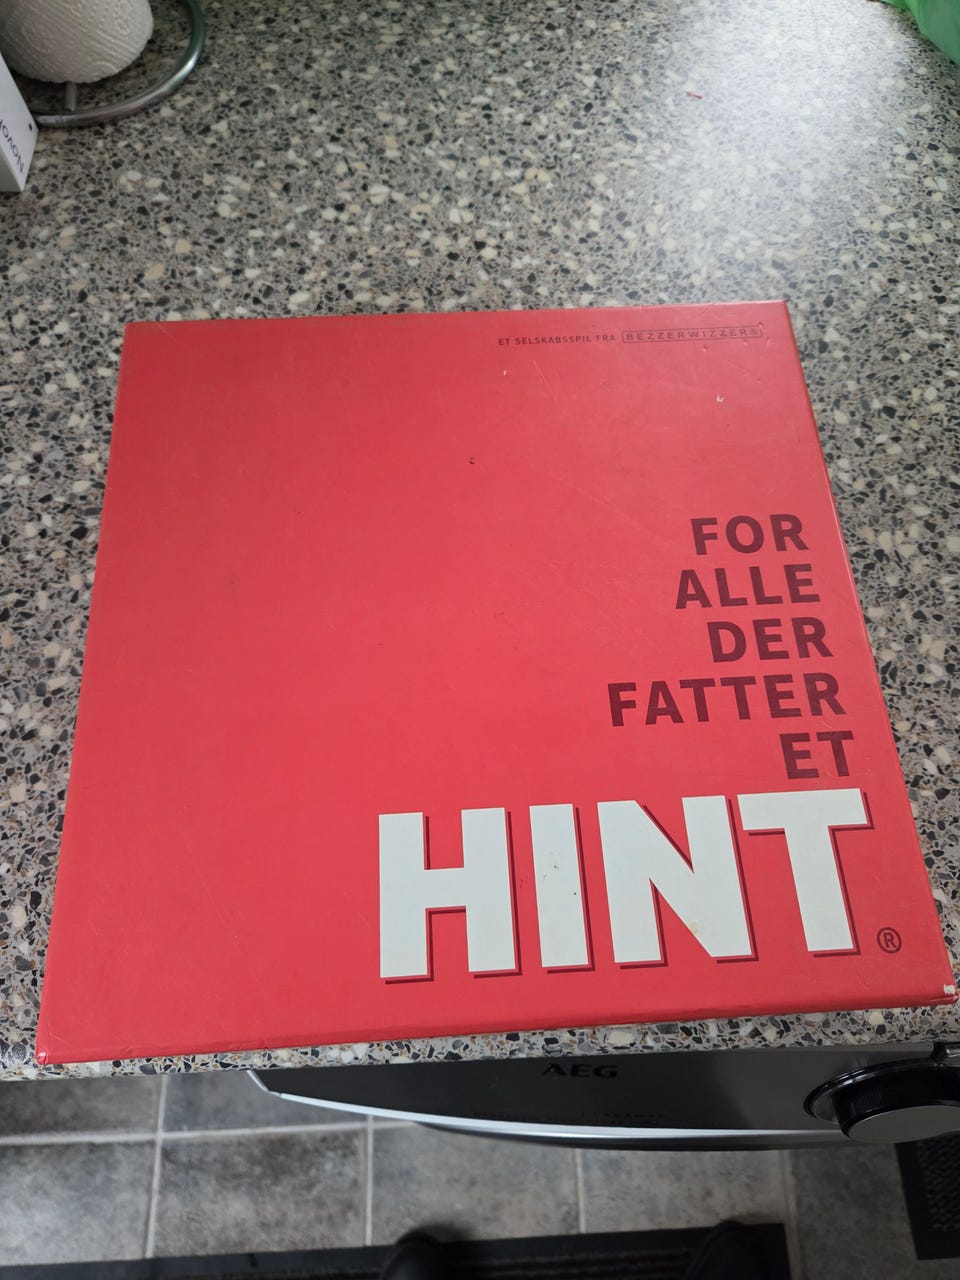 ET SELSKABSSPIL FRA BEZZERWIZZER®
FOR
ALLE
DER
FATTER
ET
HINT®
AEG